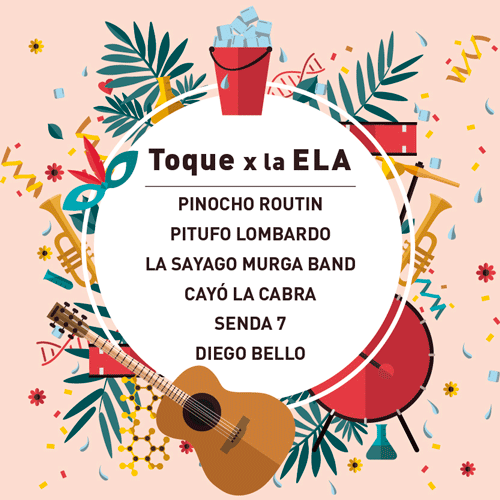 Toque x la ELA
PINOCHO ROUTIN
PITUFO LOMBARDO
LA SAYAGO MURGA BAND
CAYÓ LA CABRA
SENDA 7
DIEGO BELLO